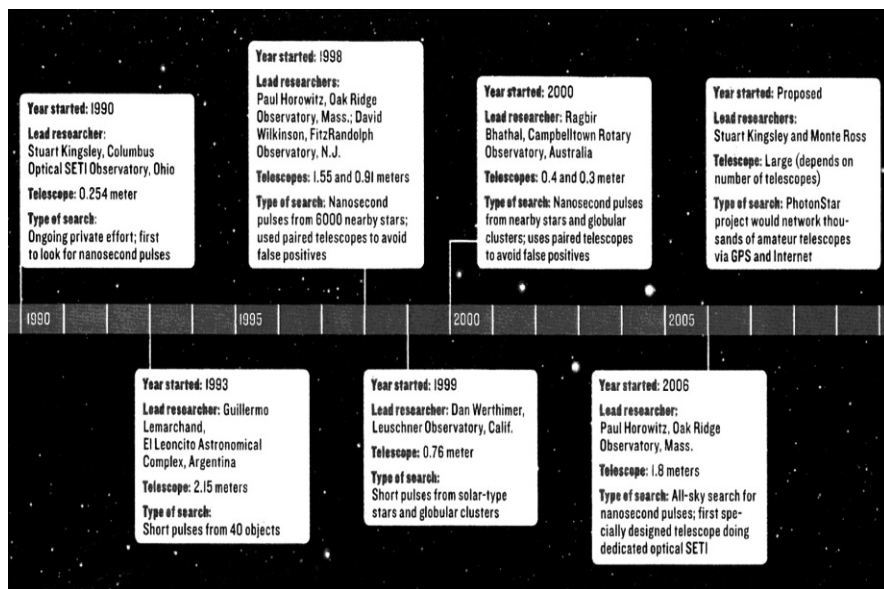 Year started: 1990
Lead researcher:
Stuart Kingsley, Columbus
Optical SETI Observatory, Ohio
Telescope: 0.254 meter
Type of search:
Ongoing private effort; first
to look for nanosecond pulses
Year started: 1998
Lead researchers:
Paul Horowitz, Oak Ridge
Observatory, Mass.; David
Wilkinson, FitzRandolph
Observatory, N.J.
Telescopes: 1.55 and 0.91 meters
Type of search: Nanosecond
pulses from 6000 nearby stars;
used paired telescopes to avoid
false positives
Year started: 2000
Lead researcher: Ragbir
Bhathal, Campbelltown Rotary
Observatory, Australia
Telescopes: 0.4 and 0.3 meter
Type of search: Nanosecond pulses
from nearby stars and globular
clusters; uses paired telescopes
to avoid false positives
Year started: Proposed
Lead researchers:
Stuart Kingsley and Monte Ross
Telescope: Large (depends on
number of telescopes)
Type of search: PhotonStar
project would network thou-
sands of amateur telescopes
via GPS and Internet
1990
1995
2000
2005
Year started: 1993
Lead researcher: Guillermo
Lemarchand,
El Leoncito Astronomical
Complex, Argentina
Telescope: 2.15 meters
Type of search:
Short pulses from 40 objects
Year started: 1999
Lead researcher: Dan Werthimer,
Leuschner Observatory, Calif.
Telescope: 0.76 meter
Type of search:
Short pulses from solar-type
stars and globular clusters
Year started: 2006
Lead researcher:
Paul Horowitz, Oak Ridge
Observatory, Mass.
Telescope: 1.8 meters
Type of search: All-sky search for
nanosecond pulses; first spe-
cially designed telescope doing
dedicated optical SETI